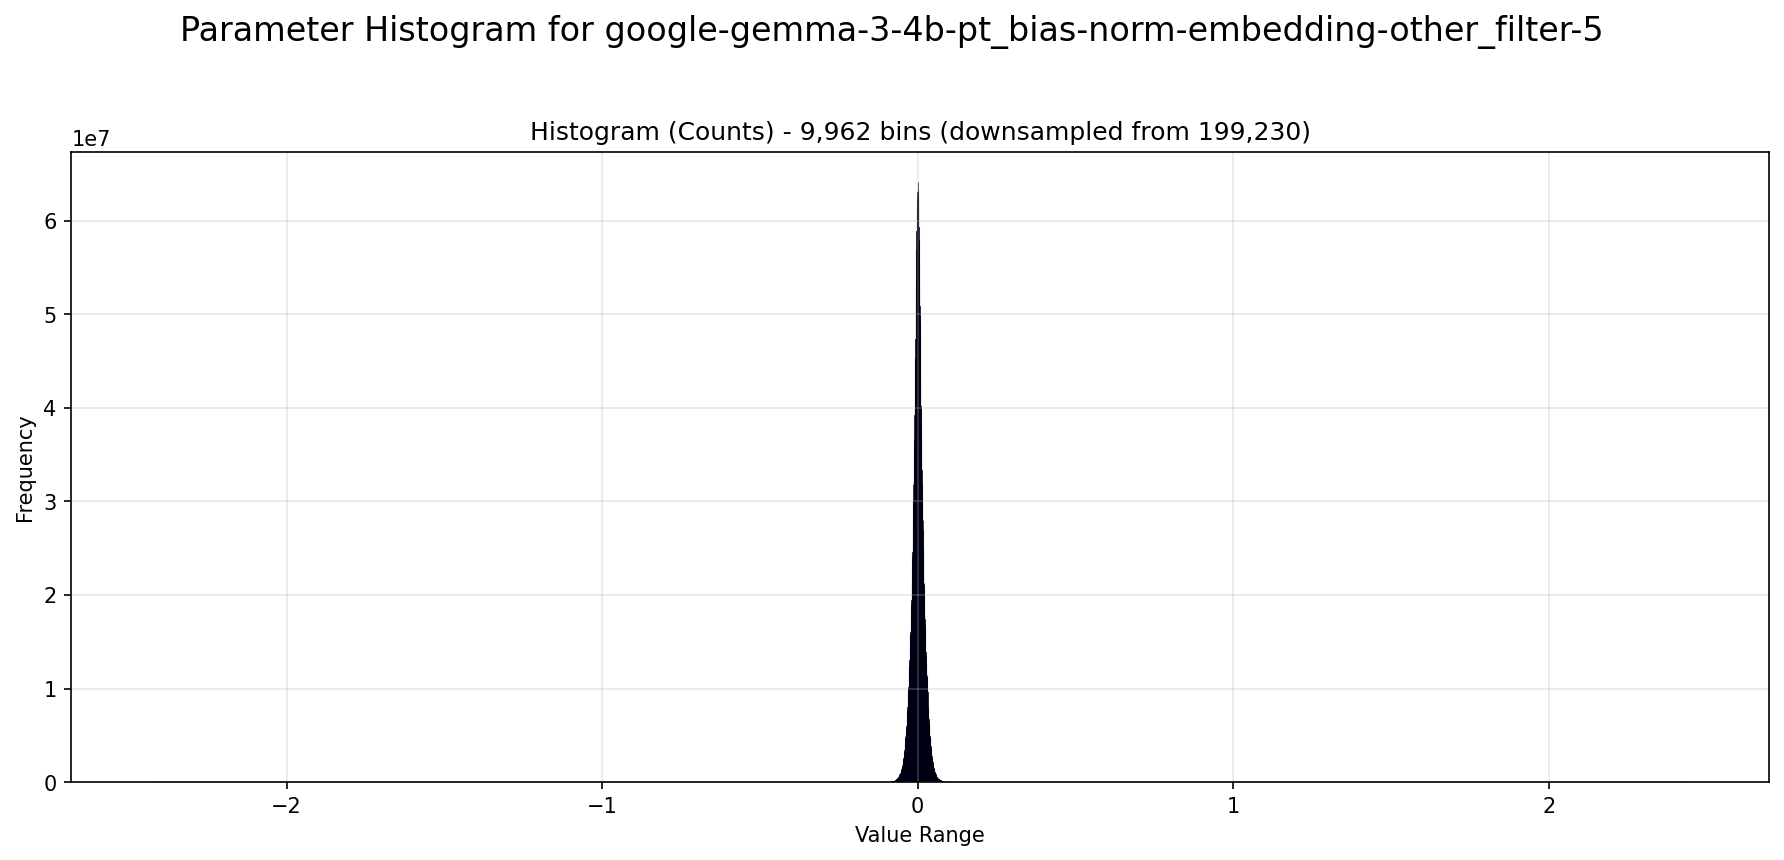 Parameter Histogram for google-gemma-3-4b-pt_bias-norm-embedding-other_filter-5
Histogram (Counts) - 9,962 bins (downsampled from 199,230)
1e7
6
5
4
3
2
1
0
Frequency
−2
−1
0
1
2
Value Range